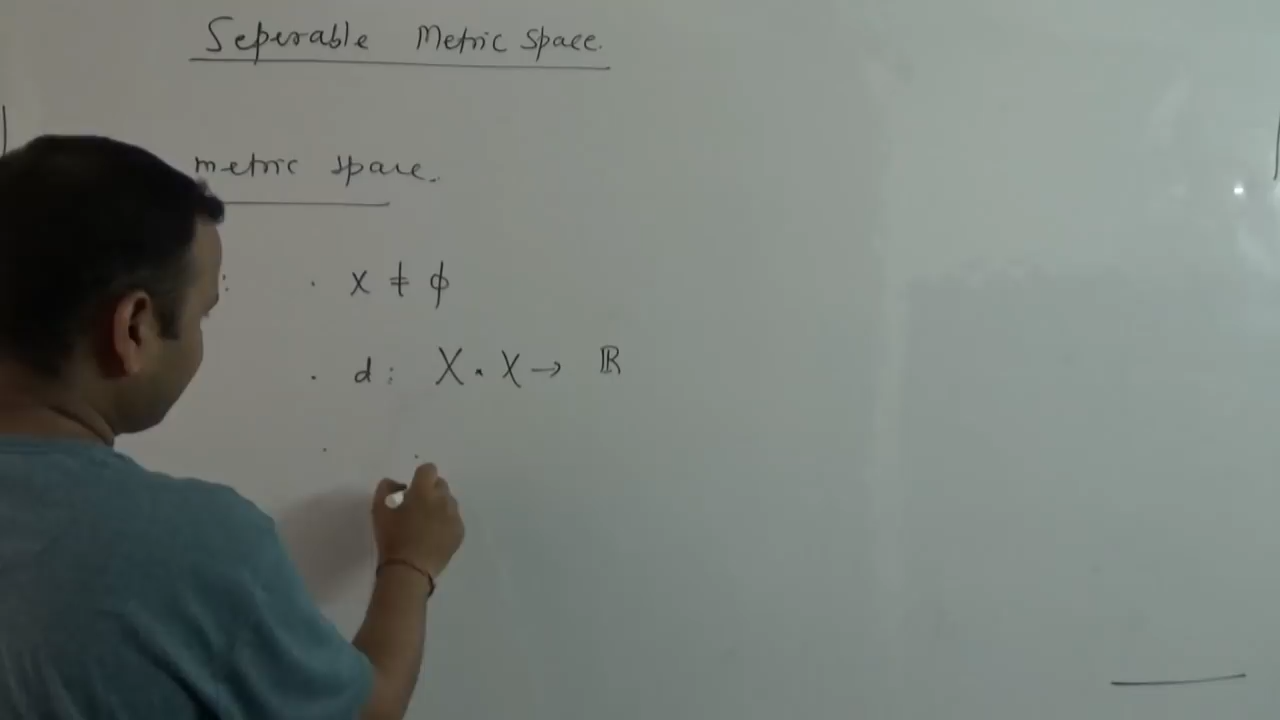 Seperable Metric Space.
metric space.
: . X ≠ ϕ
. d : X . X → ℝ
.